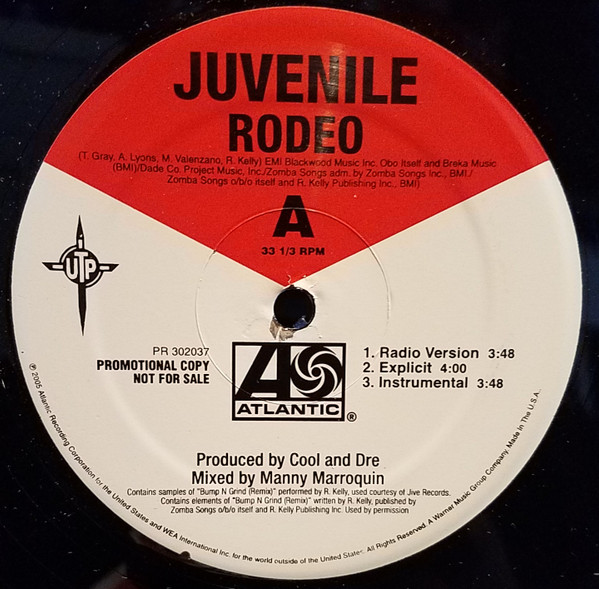 JUVENILE
RODEO
(T. Gray, A. Lyons, M. Valenzano, R. Kelly) EMI Blackwood Music Inc. Obo Itself and Breka Music
(BMI)/Dade Co. Project Music, Inc./Zomba Songs adm. by Zomba Songs Inc., BMI./
Zomba Songs o/b/o itself and R. Kelly Publishing Inc., BMI)
A
33 1/3 RPM
UTP
PR 302037
PROMOTIONAL COPY
NOT FOR SALE
ATLANTIC®
1. Radio Version 3:48
2. Explicit 4:00
3. Instrumental 3:48
Produced by Cool and Dre
Mixed by Manny Marroquin
Contains samples of "Bump N Grind (Remix)" performed by R. Kelly, used courtesy of Jive Records.
Contains elements of "Bump N Grind (Remix)" written by R. Kelly, published by
Zomba Songs o/b/o itself and R. Kelly Publishing Inc. Used by permission
℗ 2005 Atlantic Recording Corporation for the United States and WEA International Inc. for the world outside of the United States. All Rights Reserved. A Warner Music Group Company. Made In The U.S.A.